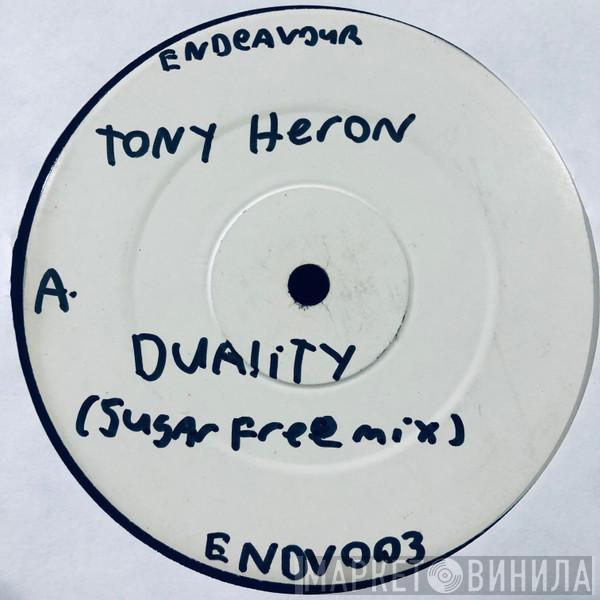 ENDeAVOUR
TONY HeRON
A.
DUAliTY
(SugAr Free mix)
ENDV003
МАРКЕТ ВИНИЛА